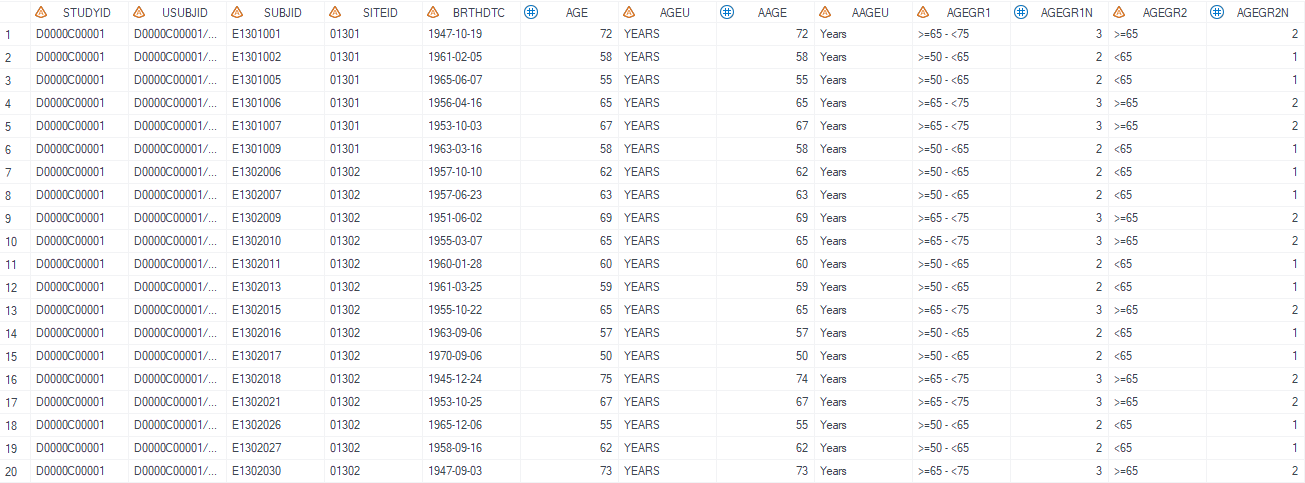 STUDYID USUBJID SUBJID SITEID BRTHDTC AGE AGEU AAGE AAGEU AGEGR1 AGEGR1N AGEGR2 AGEGR2N
1 D0000C00001 D0000C00001/... E1301001 01301 1947-10-19 72 YEARS 72 Years >=65 - <75 3 >=65 2
2 D0000C00001 D0000C00001/... E1301002 01301 1961-02-05 58 YEARS 58 Years >=50 - <65 2 <65 1
3 D0000C00001 D0000C00001/... E1301005 01301 1965-06-07 55 YEARS 55 Years >=50 - <65 2 <65 1
4 D0000C00001 D0000C00001/... E1301006 01301 1956-04-16 65 YEARS 65 Years >=65 - <75 3 >=65 2
5 D0000C00001 D0000C00001/... E1301007 01301 1953-10-03 67 YEARS 67 Years >=65 - <75 3 >=65 2
6 D0000C00001 D0000C00001/... E1301009 01301 1963-03-16 58 YEARS 58 Years >=50 - <65 2 <65 1
7 D0000C00001 D0000C00001/... E1302006 01302 1957-10-10 62 YEARS 62 Years >=50 - <65 2 <65 1
8 D0000C00001 D0000C00001/... E1302007 01302 1957-06-23 63 YEARS 63 Years >=50 - <65 2 <65 1
9 D0000C00001 D0000C00001/... E1302009 01302 1951-06-02 69 YEARS 69 Years >=65 - <75 3 >=65 2
10 D0000C00001 D0000C00001/... E1302010 01302 1955-03-07 65 YEARS 65 Years >=65 - <75 3 >=65 2
11 D0000C00001 D0000C00001/... E1302011 01302 1960-01-28 60 YEARS 60 Years >=50 - <65 2 <65 1
12 D0000C00001 D0000C00001/... E1302013 01302 1961-03-25 59 YEARS 59 Years >=50 - <65 2 <65 1
13 D0000C00001 D0000C00001/... E1302015 01302 1955-10-22 65 YEARS 65 Years >=65 - <75 3 >=65 2
14 D0000C00001 D0000C00001/... E1302016 01302 1963-09-06 57 YEARS 57 Years >=50 - <65 2 <65 1
15 D0000C00001 D0000C00001/... E1302017 01302 1970-09-06 50 YEARS 50 Years >=50 - <65 2 <65 1
16 D0000C00001 D0000C00001/... E1302018 01302 1945-12-24 75 YEARS 74 Years >=65 - <75 3 >=65 2
17 D0000C00001 D0000C00001/... E1302021 01302 1953-10-25 67 YEARS 67 Years >=65 - <75 3 >=65 2
18 D0000C00001 D0000C00001/... E1302026 01302 1965-12-06 55 YEARS 55 Years >=50 - <65 2 <65 1
19 D0000C00001 D0000C00001/... E1302027 01302 1958-09-16 62 YEARS 62 Years >=50 - <65 2 <65 1
20 D0000C00001 D0000C00001/... E1302030 01302 1947-09-03 73 YEARS 73 Years >=65 - <75 3 >=65 2